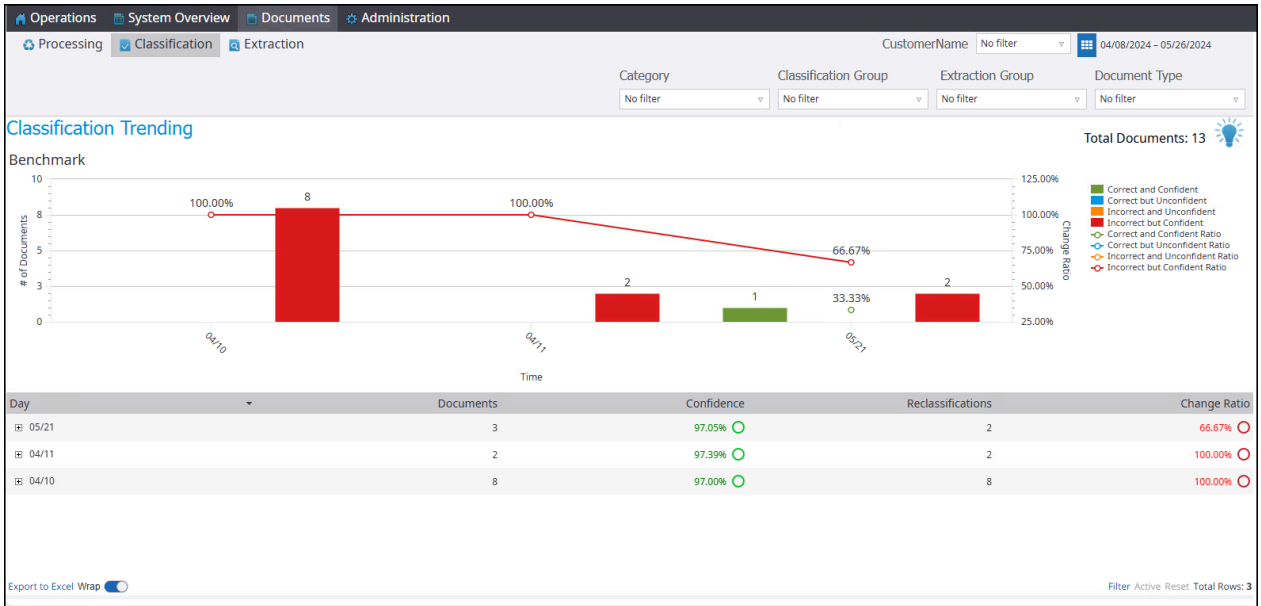 Operations System Overview Documents Administration
Processing Classification Extraction CustomerName No filter 04/08/2024 – 05/26/2024
Category Classification Group Extraction Group Document Type
No filter No filter No filter No filter
Classification Trending
Total Documents: 13
Benchmark
10 125.00%
8 100.00%
5 75.00%
3 50.00%
0 25.00%
# of Documents
Change Ratio
100.00% 8 100.00%
66.67%
2 1 33.33% 2
04/10 04/11 05/21
Time
Correct and Confident
Correct but Unconfident
Incorrect and Unconfident
Incorrect but Confident
Correct and Confident Ratio
Correct but Unconfident Ratio
Incorrect and Unconfident Ratio
Incorrect but Confident Ratio
Day Documents Confidence Reclassifications Change Ratio
05/21 3 97.05% 2 66.67%
04/11 2 97.39% 2 100.00%
04/10 8 97.00% 8 100.00%
Export to Excel Wrap Filter Active Reset Total Rows: 3